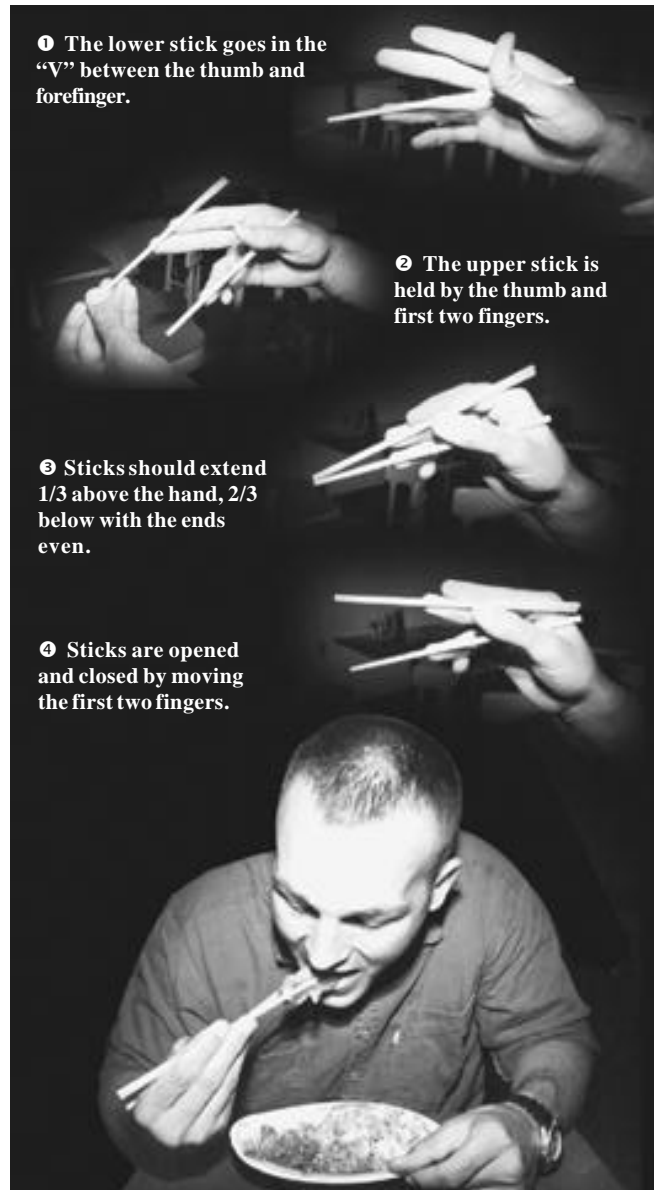 ❶ The lower stick goes in the
“V” between the thumb and
forefinger.
❷ The upper stick is
held by the thumb and
first two fingers.
❸ Sticks should extend
1/3 above the hand, 2/3
below with the ends
even.
❹ Sticks are opened
and closed by moving
the first two fingers.